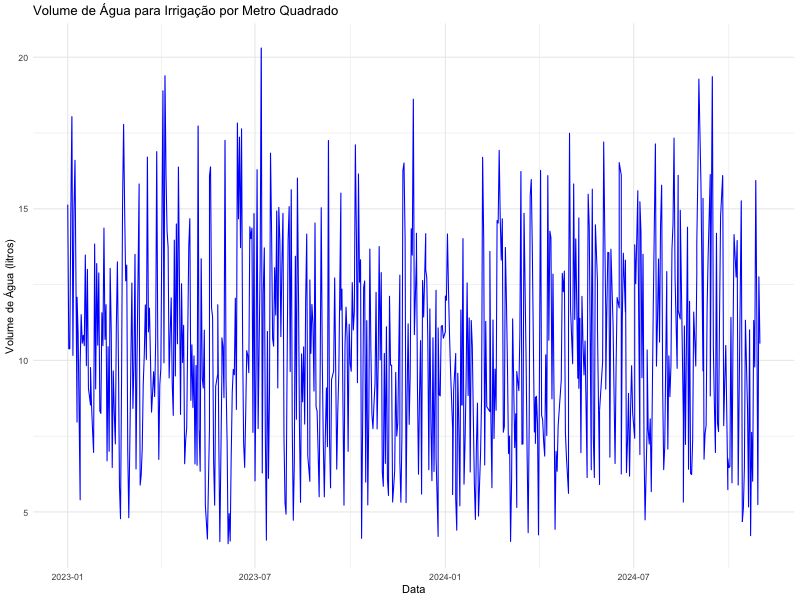 Volume de Água para Irrigação por Metro Quadrado
Volume de Água (litros)
20
15
10
5
2023-01
2023-07
2024-01
2024-07
Data